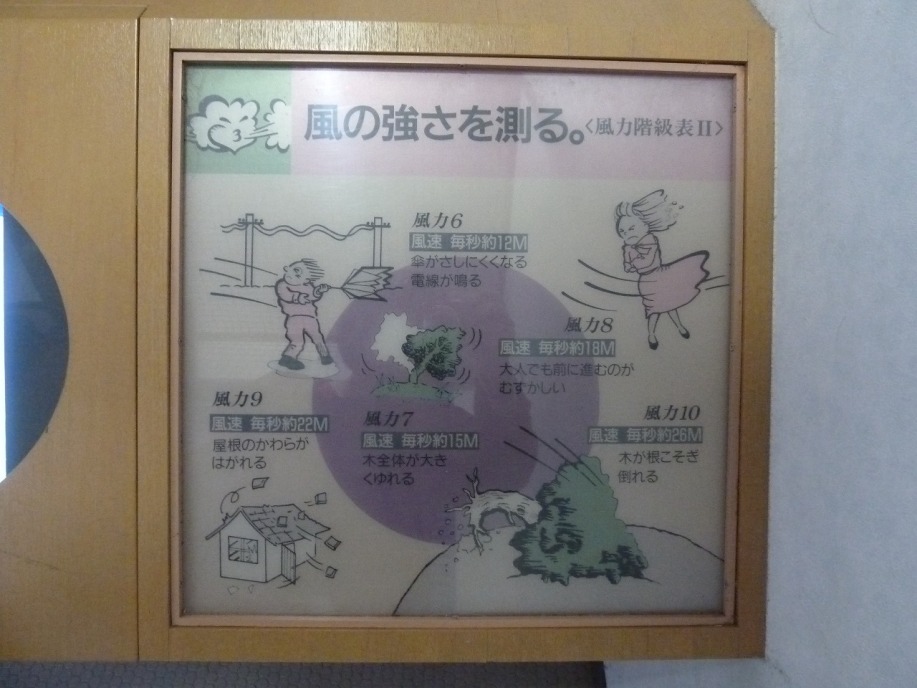 風の強さを測る。〈風力階級表II〉
風力6
風速 毎秒約12M
傘がさしにくくなる
電線が鳴る
風力8
風速 毎秒約18M
大人でも前に進むのが
むずかしい
風力9
風速 毎秒約22M
屋根のかわらが
はがれる
風力7
風速 毎秒約15M
木全体が大き
くゆれる
風力10
風速 毎秒約26M
木が根こそぎ
倒れる